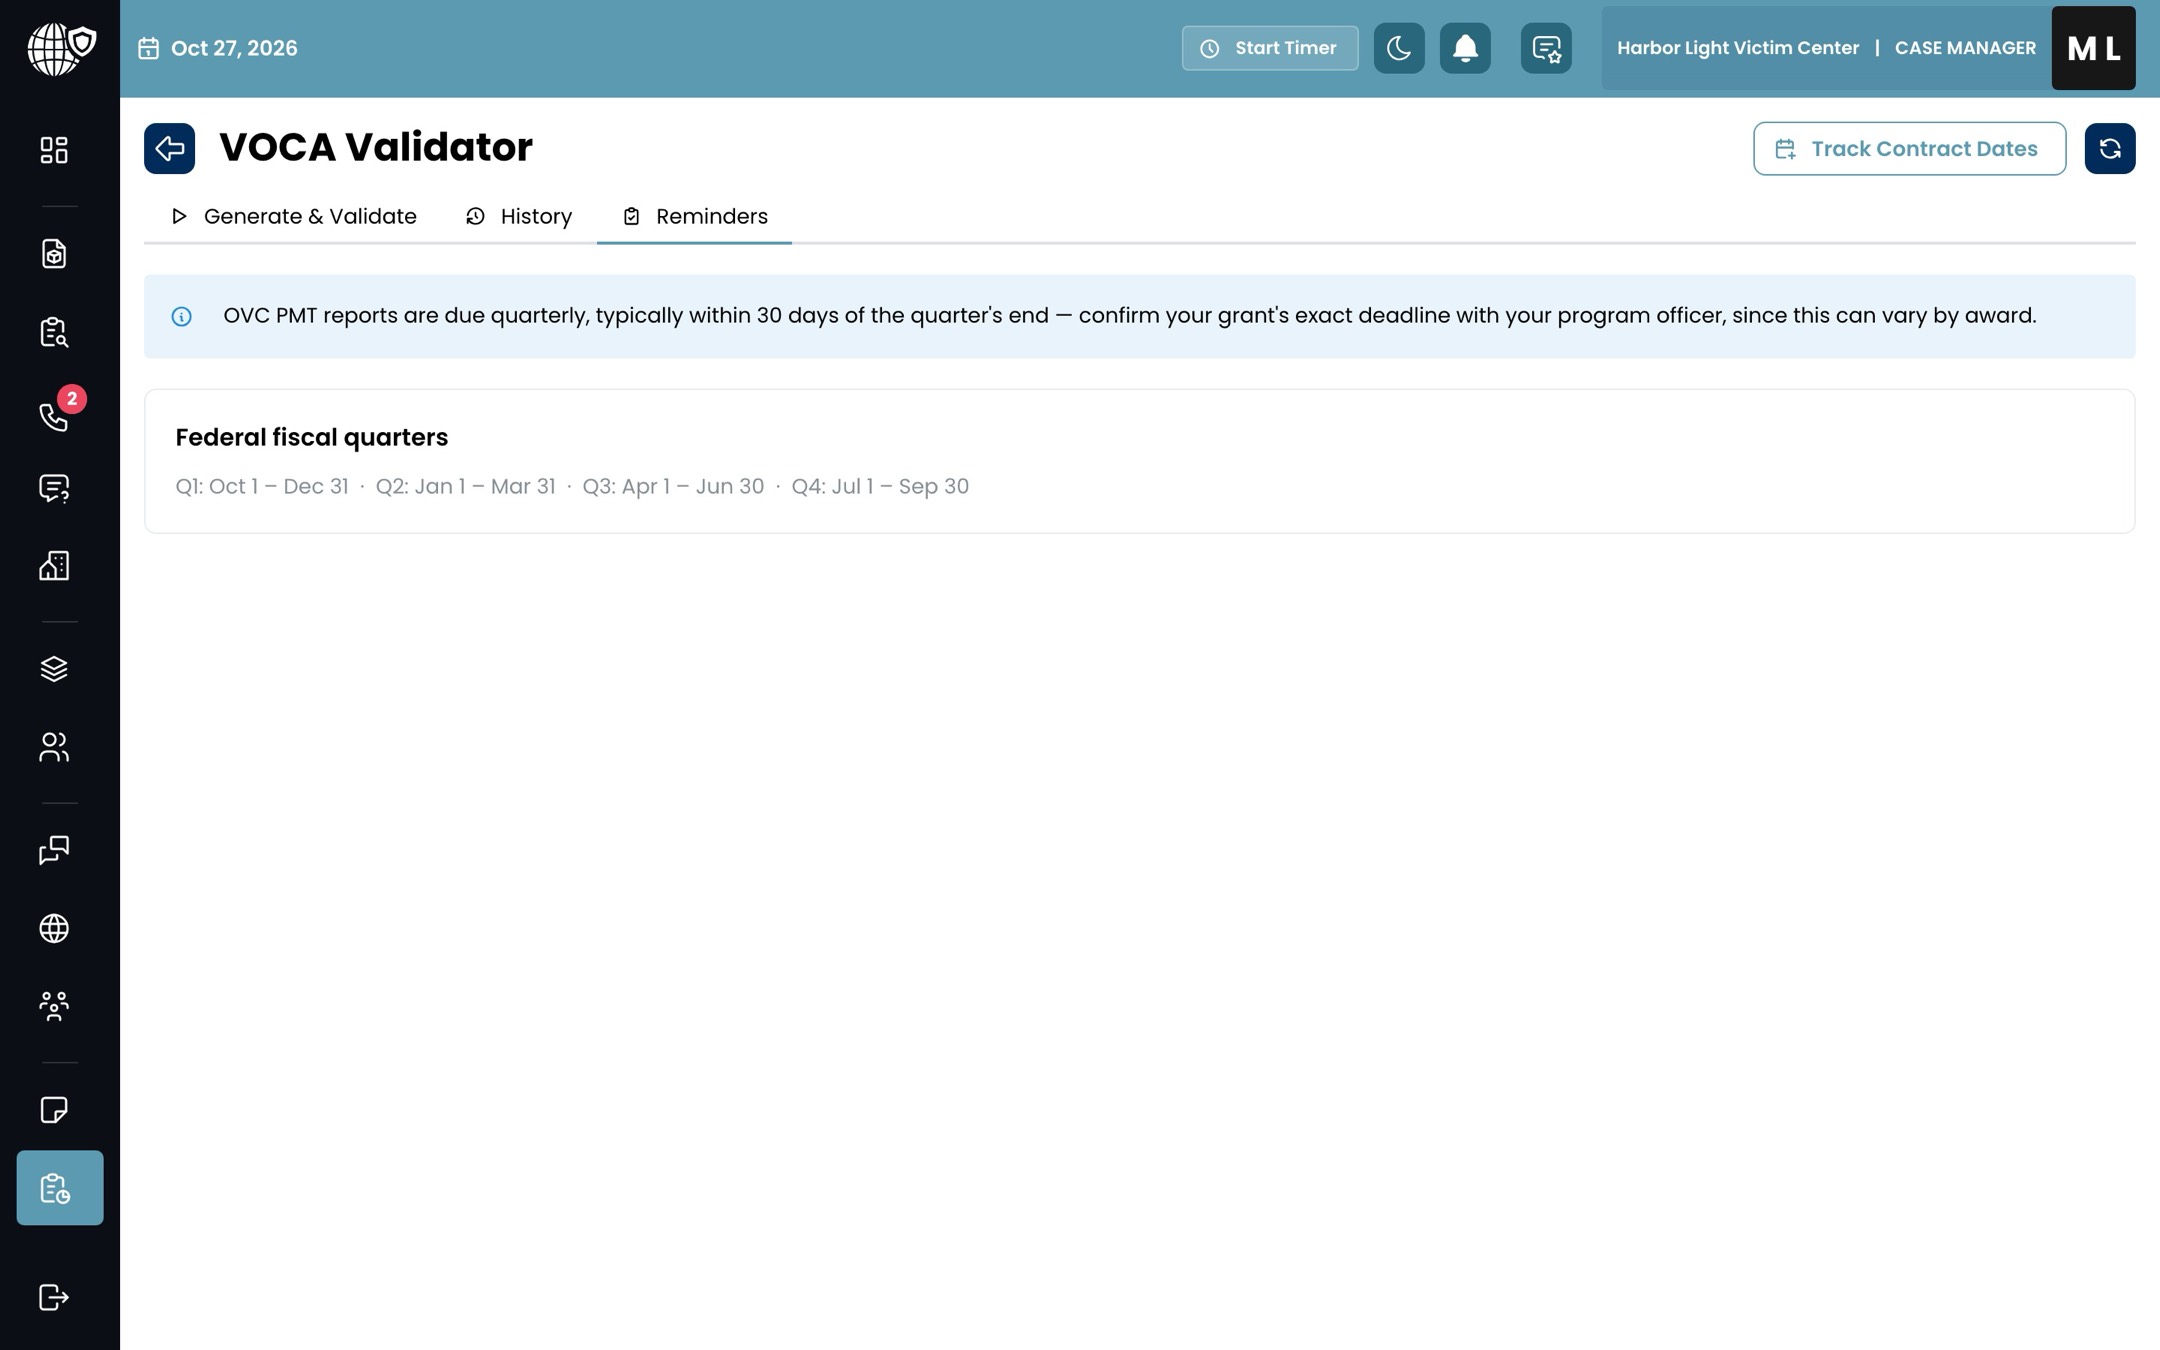 Oct 27, 2026
Start Timer
Harbor Light Victim Center | CASE MANAGER
M L
VOCA Validator
Track Contract Dates
Generate & Validate
History
Reminders
2
OVC PMT reports are due quarterly, typically within 30 days of the quarter's end — confirm your grant's exact deadline with your program officer, since this can vary by award.
Federal fiscal quarters
Q1: Oct 1 – Dec 31 · Q2: Jan 1 – Mar 31 · Q3: Apr 1 – Jun 30 · Q4: Jul 1 – Sep 30